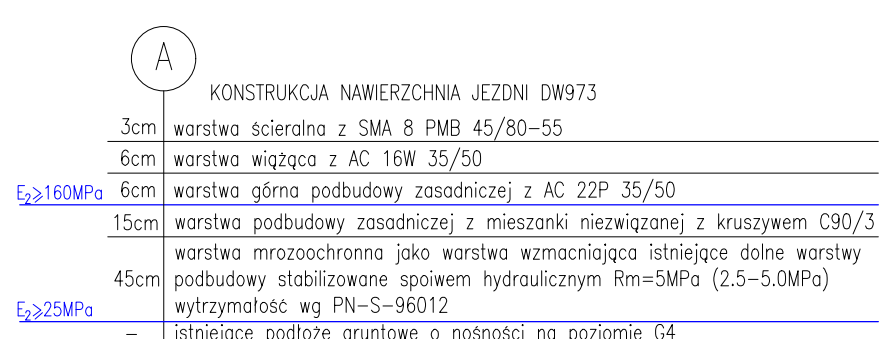 A
KONSTRUKCJA NAWIERZCHNIA JEZDNI DW973
3cm warstwa ścieralna z SMA 8 PMB 45/80-55
6cm warstwa wiążąca z AC 16W 35/50
E₂≥160MPa 6cm warstwa górna podbudowy zasadniczej z AC 22P 35/50
15cm warstwa podbudowy zasadniczej z mieszanki niezwiązanej z kruszywem C90/3
warstwa mrozoochronna jako warstwa wzmacniająca istniejące dolne warstwy
45cm podbudowy stabilizowane spoiwem hydraulicznym Rm=5MPa (2.5-5.0MPa)
E₂≥25MPa wytrzymałość wg PN-S-96012
- istniejące podłoże gruntowe o nośności na poziomie G4